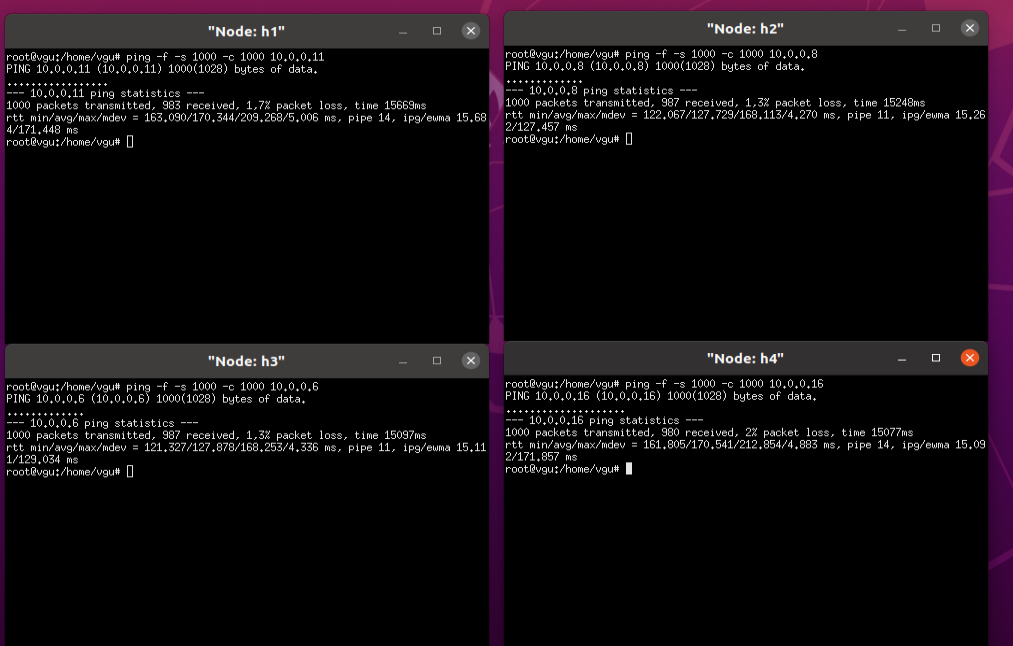 "Node: h1"
root@vgu:/home/vgu# ping -f -s 1000 -c 1000 10.0.0.11
PING 10.0.0.11 (10.0.0.11) 1000(1028) bytes of data.
.................
--- 10.0.0.11 ping statistics ---
1000 packets transmitted, 983 received, 1,7% packet loss, time 15669ms
rtt min/avg/max/mdev = 163.090/170.344/209.268/5.006 ms, pipe 14, ipg/ewma 15.68
4/171.448 ms
root@vgu:/home/vgu#
"Node: h2"
root@vgu:/home/vgu# ping -f -s 1000 -c 1000 10.0.0.8
PING 10.0.0.8 (10.0.0.8) 1000(1028) bytes of data.
.............
--- 10.0.0.8 ping statistics ---
1000 packets transmitted, 987 received, 1,3% packet loss, time 15248ms
rtt min/avg/max/mdev = 122.067/127.729/168.113/4.270 ms, pipe 11, ipg/ewma 15.26
2/127.457 ms
root@vgu:/home/vgu#
"Node: h3"
root@vgu:/home/vgu# ping -f -s 1000 -c 1000 10.0.0.6
PING 10.0.0.6 (10.0.0.6) 1000(1028) bytes of data.
.............
--- 10.0.0.6 ping statistics ---
1000 packets transmitted, 987 received, 1,3% packet loss, time 15097ms
rtt min/avg/max/mdev = 121.327/127.878/168.253/4.336 ms, pipe 11, ipg/ewma 15.11
1/129.034 ms
root@vgu:/home/vgu#
"Node: h4"
root@vgu:/home/vgu# ping -f -s 1000 -c 1000 10.0.0.16
PING 10.0.0.16 (10.0.0.16) 1000(1028) bytes of data.
....................
--- 10.0.0.16 ping statistics ---
1000 packets transmitted, 980 received, 2% packet loss, time 15077ms
rtt min/avg/max/mdev = 161.805/170.541/212.854/4.883 ms, pipe 14, ipg/ewma 15.09
2/171.857 ms
root@vgu:/home/vgu#